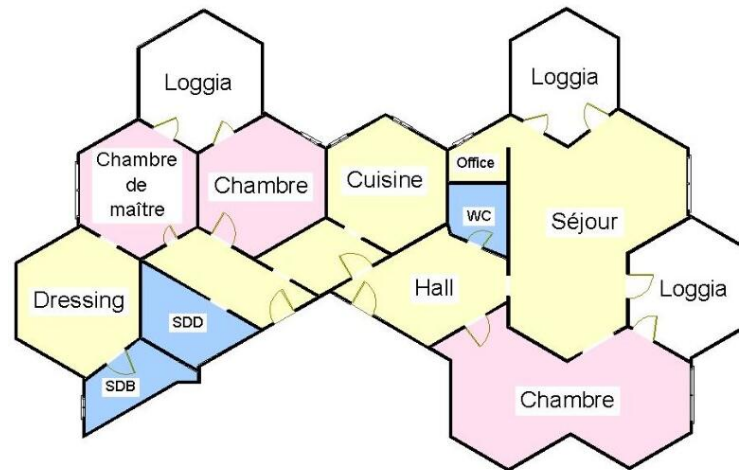 Loggia
Loggia
Chambre
de
maître
Chambre
Cuisine
Office
WC
Séjour
Dressing
Hall
Loggia
SDD
SDB
Chambre